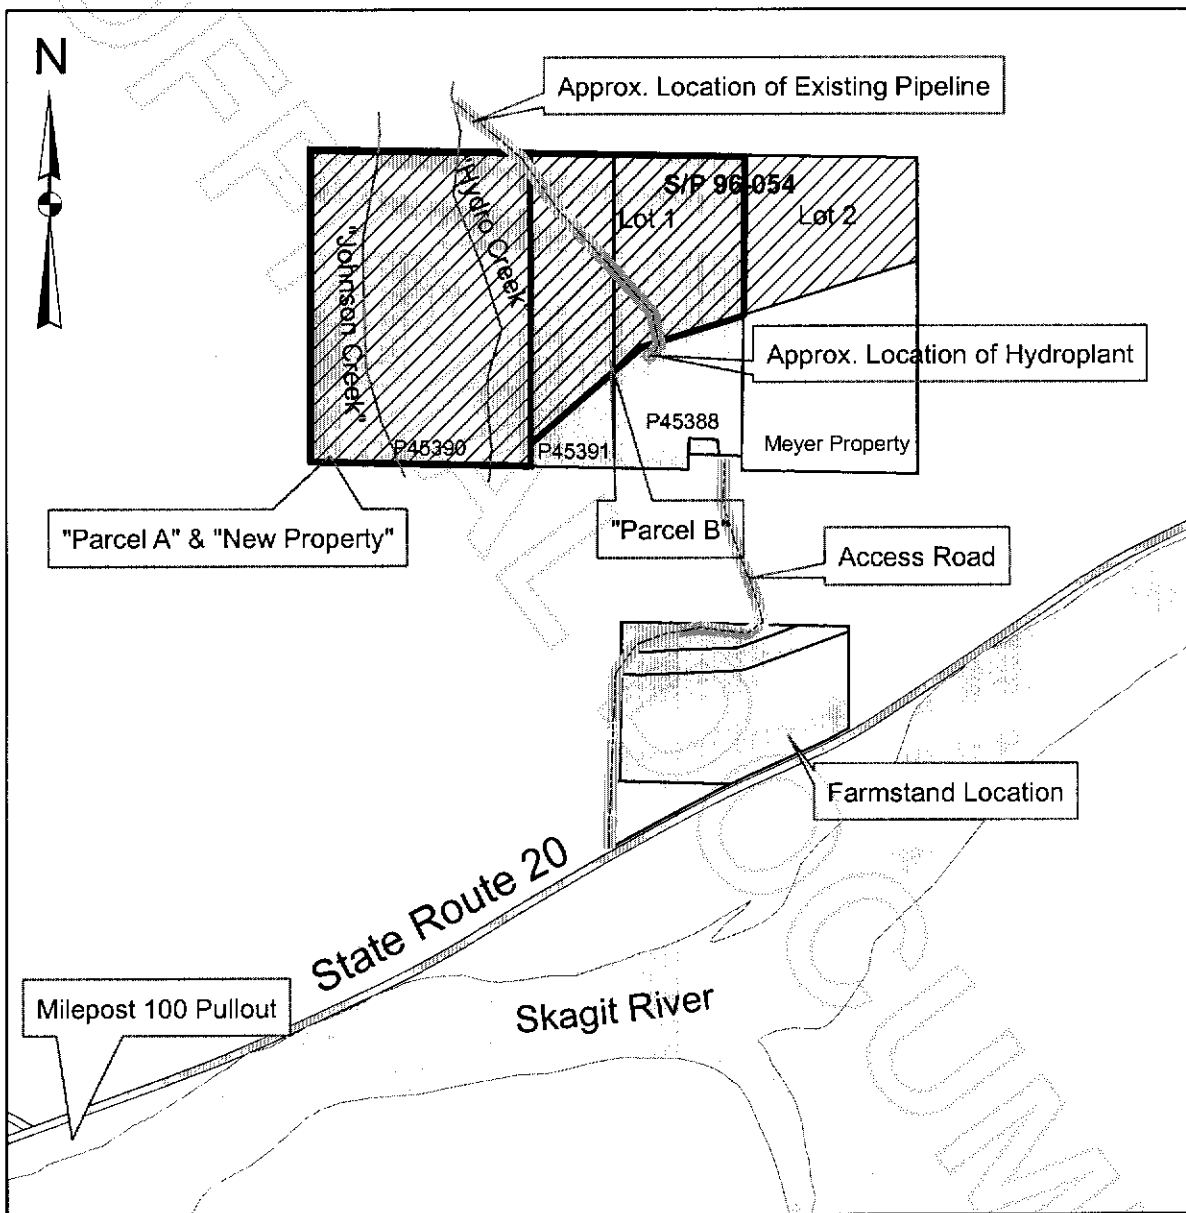 N
Approx. Location of Existing Pipeline
S/P 96-054
Lot 1
Lot 2
"Hydro Creek"
"Johnson Creek"
Approx. Location of Hydroplant
P45388
P45390
P45391
Meyer Property
"Parcel A" & "New Property"
"Parcel B"
Access Road
Farmstand Location
State Route 20
Milepost 100 Pullout
Skagit River